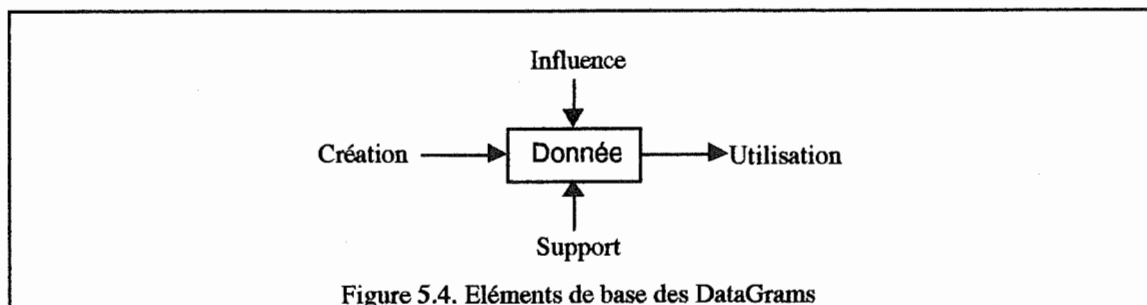 Influence
Création
Donnée
Utilisation
Support
Figure 5.4. Eléments de base des DataGrams